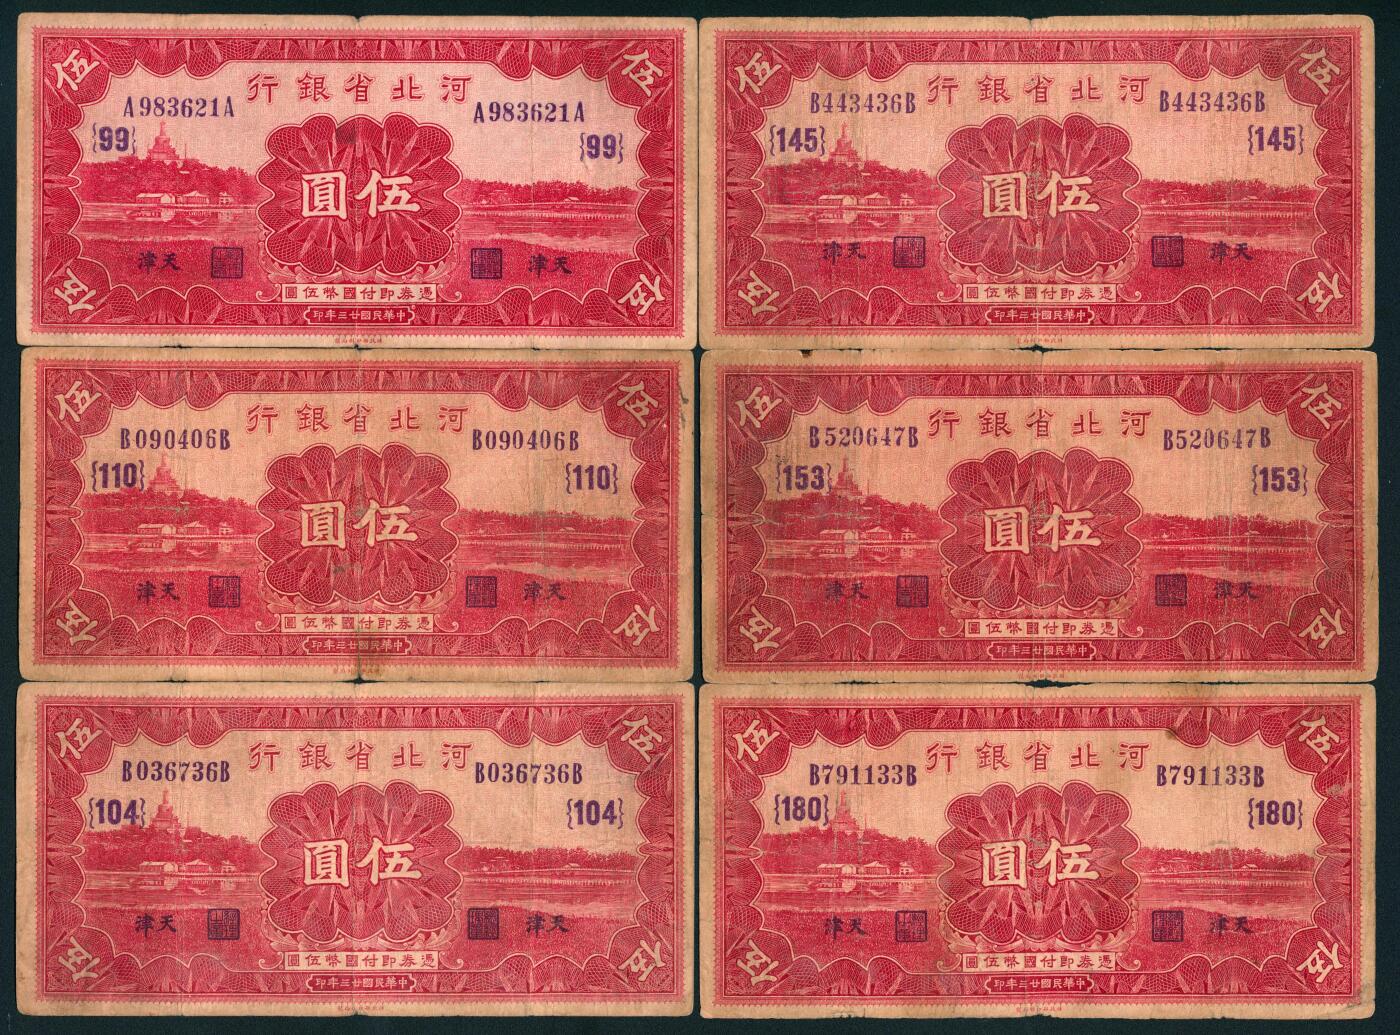 伍 伍
河北省銀行
A983621A A983621A
{99} {99}
伍圓
天津 天津
憑券即付國幣伍圓
伍 伍
中華民國廿三年印
伍 伍
河北省銀行
B443436B B443436B
{145} {145}
伍圓
天津 天津
憑券即付國幣伍圓
伍 伍
中華民國廿三年印
伍 伍
河北省銀行
B090406B B090406B
{110} {110}
伍圓
天津 天津
憑券即付國幣伍圓
伍 伍
中華民國廿三年印
伍 伍
河北省銀行
B520647B B520647B
{153} {153}
伍圓
天津 天津
憑券即付國幣伍圓
伍 伍
中華民國廿三年印
伍 伍
河北省銀行
B036736B B036736B
{104} {104}
伍圓
天津 天津
憑券即付國幣伍圓
伍 伍
中華民國廿三年印
伍 伍
河北省銀行
B791133B B791133B
{180} {180}
伍圓
天津 天津
憑券即付國幣伍圓
伍 伍
中華民國廿三年印